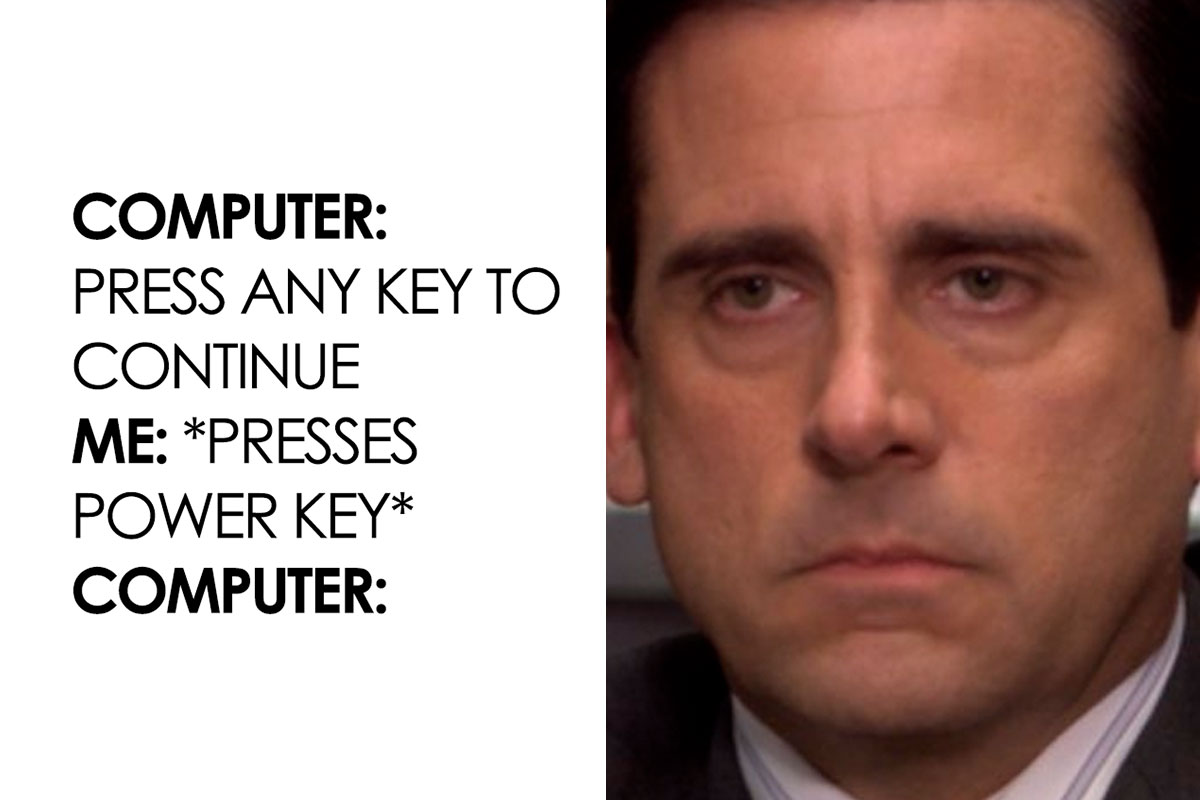 COMPUTER:
PRESS ANY KEY TO
CONTINUE
ME: *PRESSES
POWER KEY*
COMPUTER: